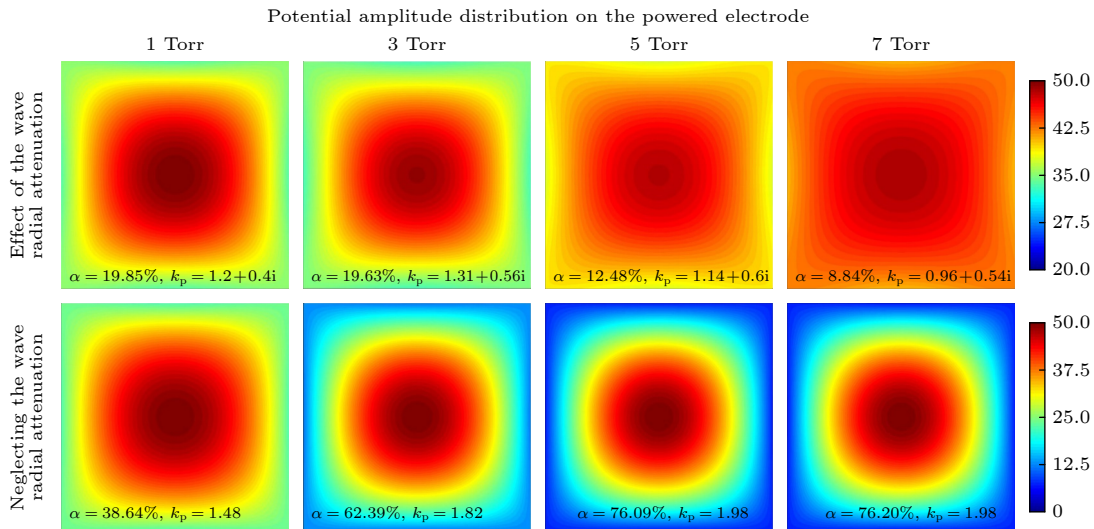 Potential amplitude distribution on the powered electrode
1 Torr
3 Torr
5 Torr
7 Torr
Effect of the wave
radial attenuation
α = 19.85%, kp = 1.2+0.4i
α = 19.63%, kp = 1.31+0.56i
α = 12.48%, kp = 1.14+0.6i
α = 8.84%, kp = 0.96+0.54i
50.0
42.5
35.0
27.5
20.0
Neglecting the wave
radial attenuation
α = 38.64%, kp = 1.48
α = 62.39%, kp = 1.82
α = 76.09%, kp = 1.98
α = 76.20%, kp = 1.98
50.0
37.5
25.0
12.5
0